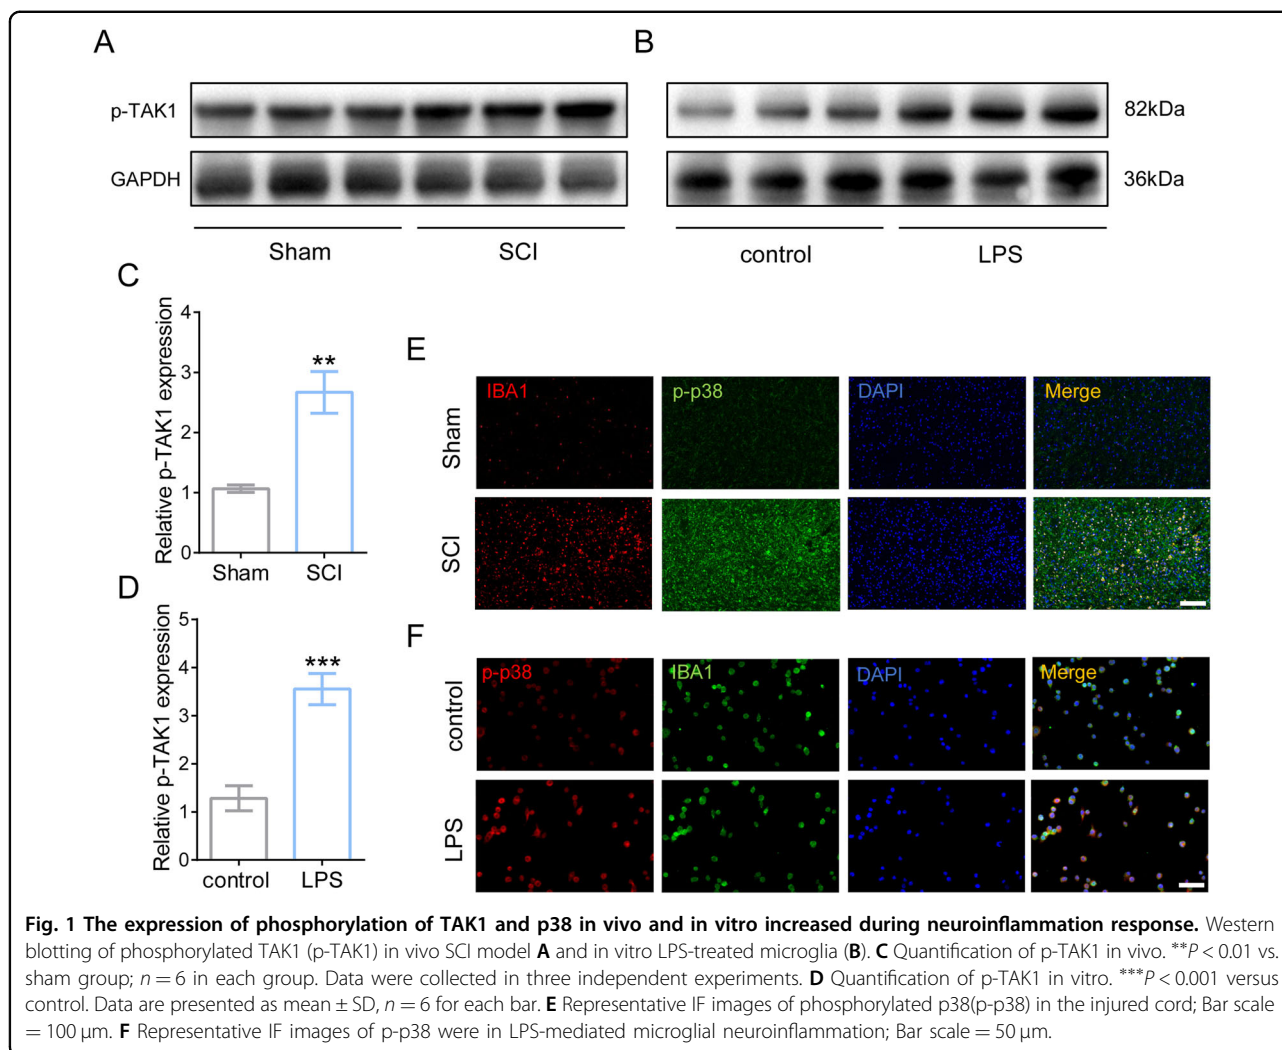 A
B
p-TAK1
82kDa
GAPDH
36kDa
Sham
SCI
control
LPS
C
Relative p-TAK1 expression
4
3
2
1
0
**
Sham
SCI
D
Relative p-TAK1 expression
5
4
3
2
1
0
***
control
LPS
E
IBA1
p-p38
DAPI
Merge
Sham
SCI
F
p-p38
IBA1
DAPI
Merge
control
LPS
Fig. 1 The expression of phosphorylation of TAK1 and p38 in vivo and in vitro increased during neuroinflammation response. Western
blotting of phosphorylated TAK1 (p-TAK1) in vivo SCI model A and in vitro LPS-treated microglia (B). C Quantification of p-TAK1 in vivo. **P < 0.01 vs.
sham group; n = 6 in each group. Data were collected in three independent experiments. D Quantification of p-TAK1 in vitro. ***P < 0.001 versus
control. Data are presented as mean ± SD, n = 6 for each bar. E Representative IF images of phosphorylated p38(p-p38) in the injured cord; Bar scale
= 100 μm. F Representative IF images of p-p38 were in LPS-mediated microglial neuroinflammation; Bar scale = 50 μm.